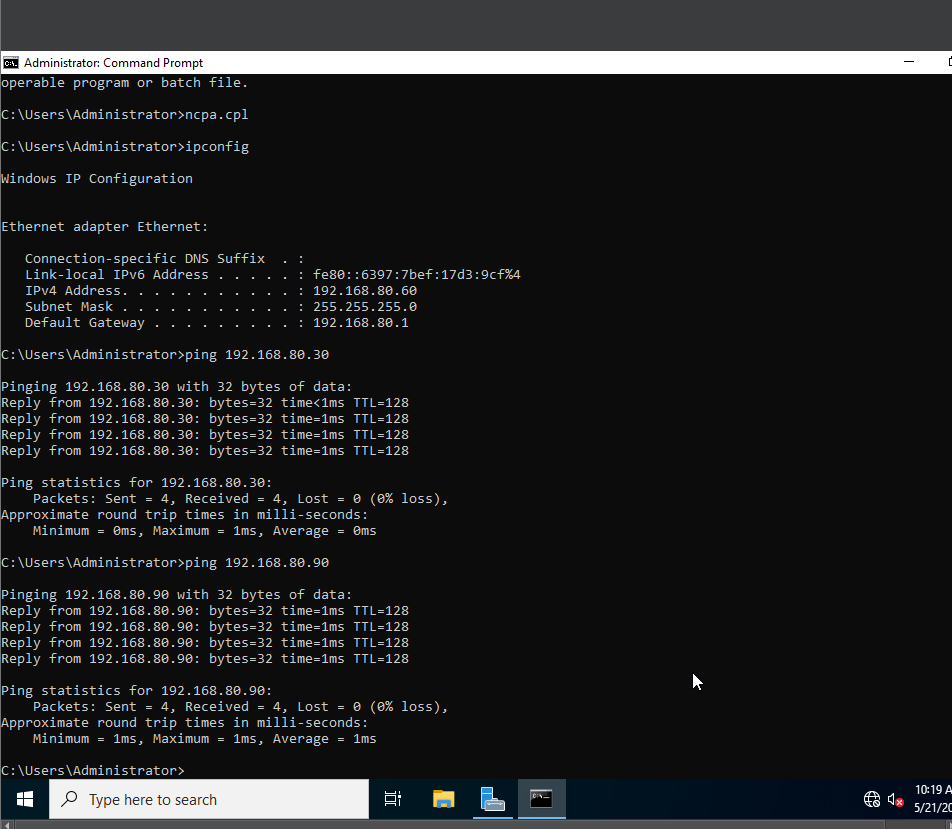 Administrator: Command Prompt
operable program or batch file.
C:\Users\Administrator>ncpa.cpl
C:\Users\Administrator>ipconfig
Windows IP Configuration
Ethernet adapter Ethernet:
Connection-specific DNS Suffix  . :
Link-local IPv6 Address . . . . . : fe80::6397:7bef:17d3:9cf%4
IPv4 Address. . . . . . . . . . . : 192.168.80.60
Subnet Mask . . . . . . . . . . . : 255.255.255.0
Default Gateway . . . . . . . . . : 192.168.80.1
C:\Users\Administrator>ping 192.168.80.30
Pinging 192.168.80.30 with 32 bytes of data:
Reply from 192.168.80.30: bytes=32 time<1ms TTL=128
Reply from 192.168.80.30: bytes=32 time=1ms TTL=128
Reply from 192.168.80.30: bytes=32 time=1ms TTL=128
Reply from 192.168.80.30: bytes=32 time=1ms TTL=128
Ping statistics for 192.168.80.30:
Packets: Sent = 4, Received = 4, Lost = 0 (0% loss),
Approximate round trip times in milli-seconds:
Minimum = 0ms, Maximum = 1ms, Average = 0ms
C:\Users\Administrator>ping 192.168.80.90
Pinging 192.168.80.90 with 32 bytes of data:
Reply from 192.168.80.90: bytes=32 time=1ms TTL=128
Reply from 192.168.80.90: bytes=32 time=1ms TTL=128
Reply from 192.168.80.90: bytes=32 time=1ms TTL=128
Reply from 192.168.80.90: bytes=32 time=1ms TTL=128
Ping statistics for 192.168.80.90:
Packets: Sent = 4, Received = 4, Lost = 0 (0% loss),
Approximate round trip times in milli-seconds:
Minimum = 1ms, Maximum = 1ms, Average = 1ms
C:\Users\Administrator>
Type here to search
10:19 A
5/21/20